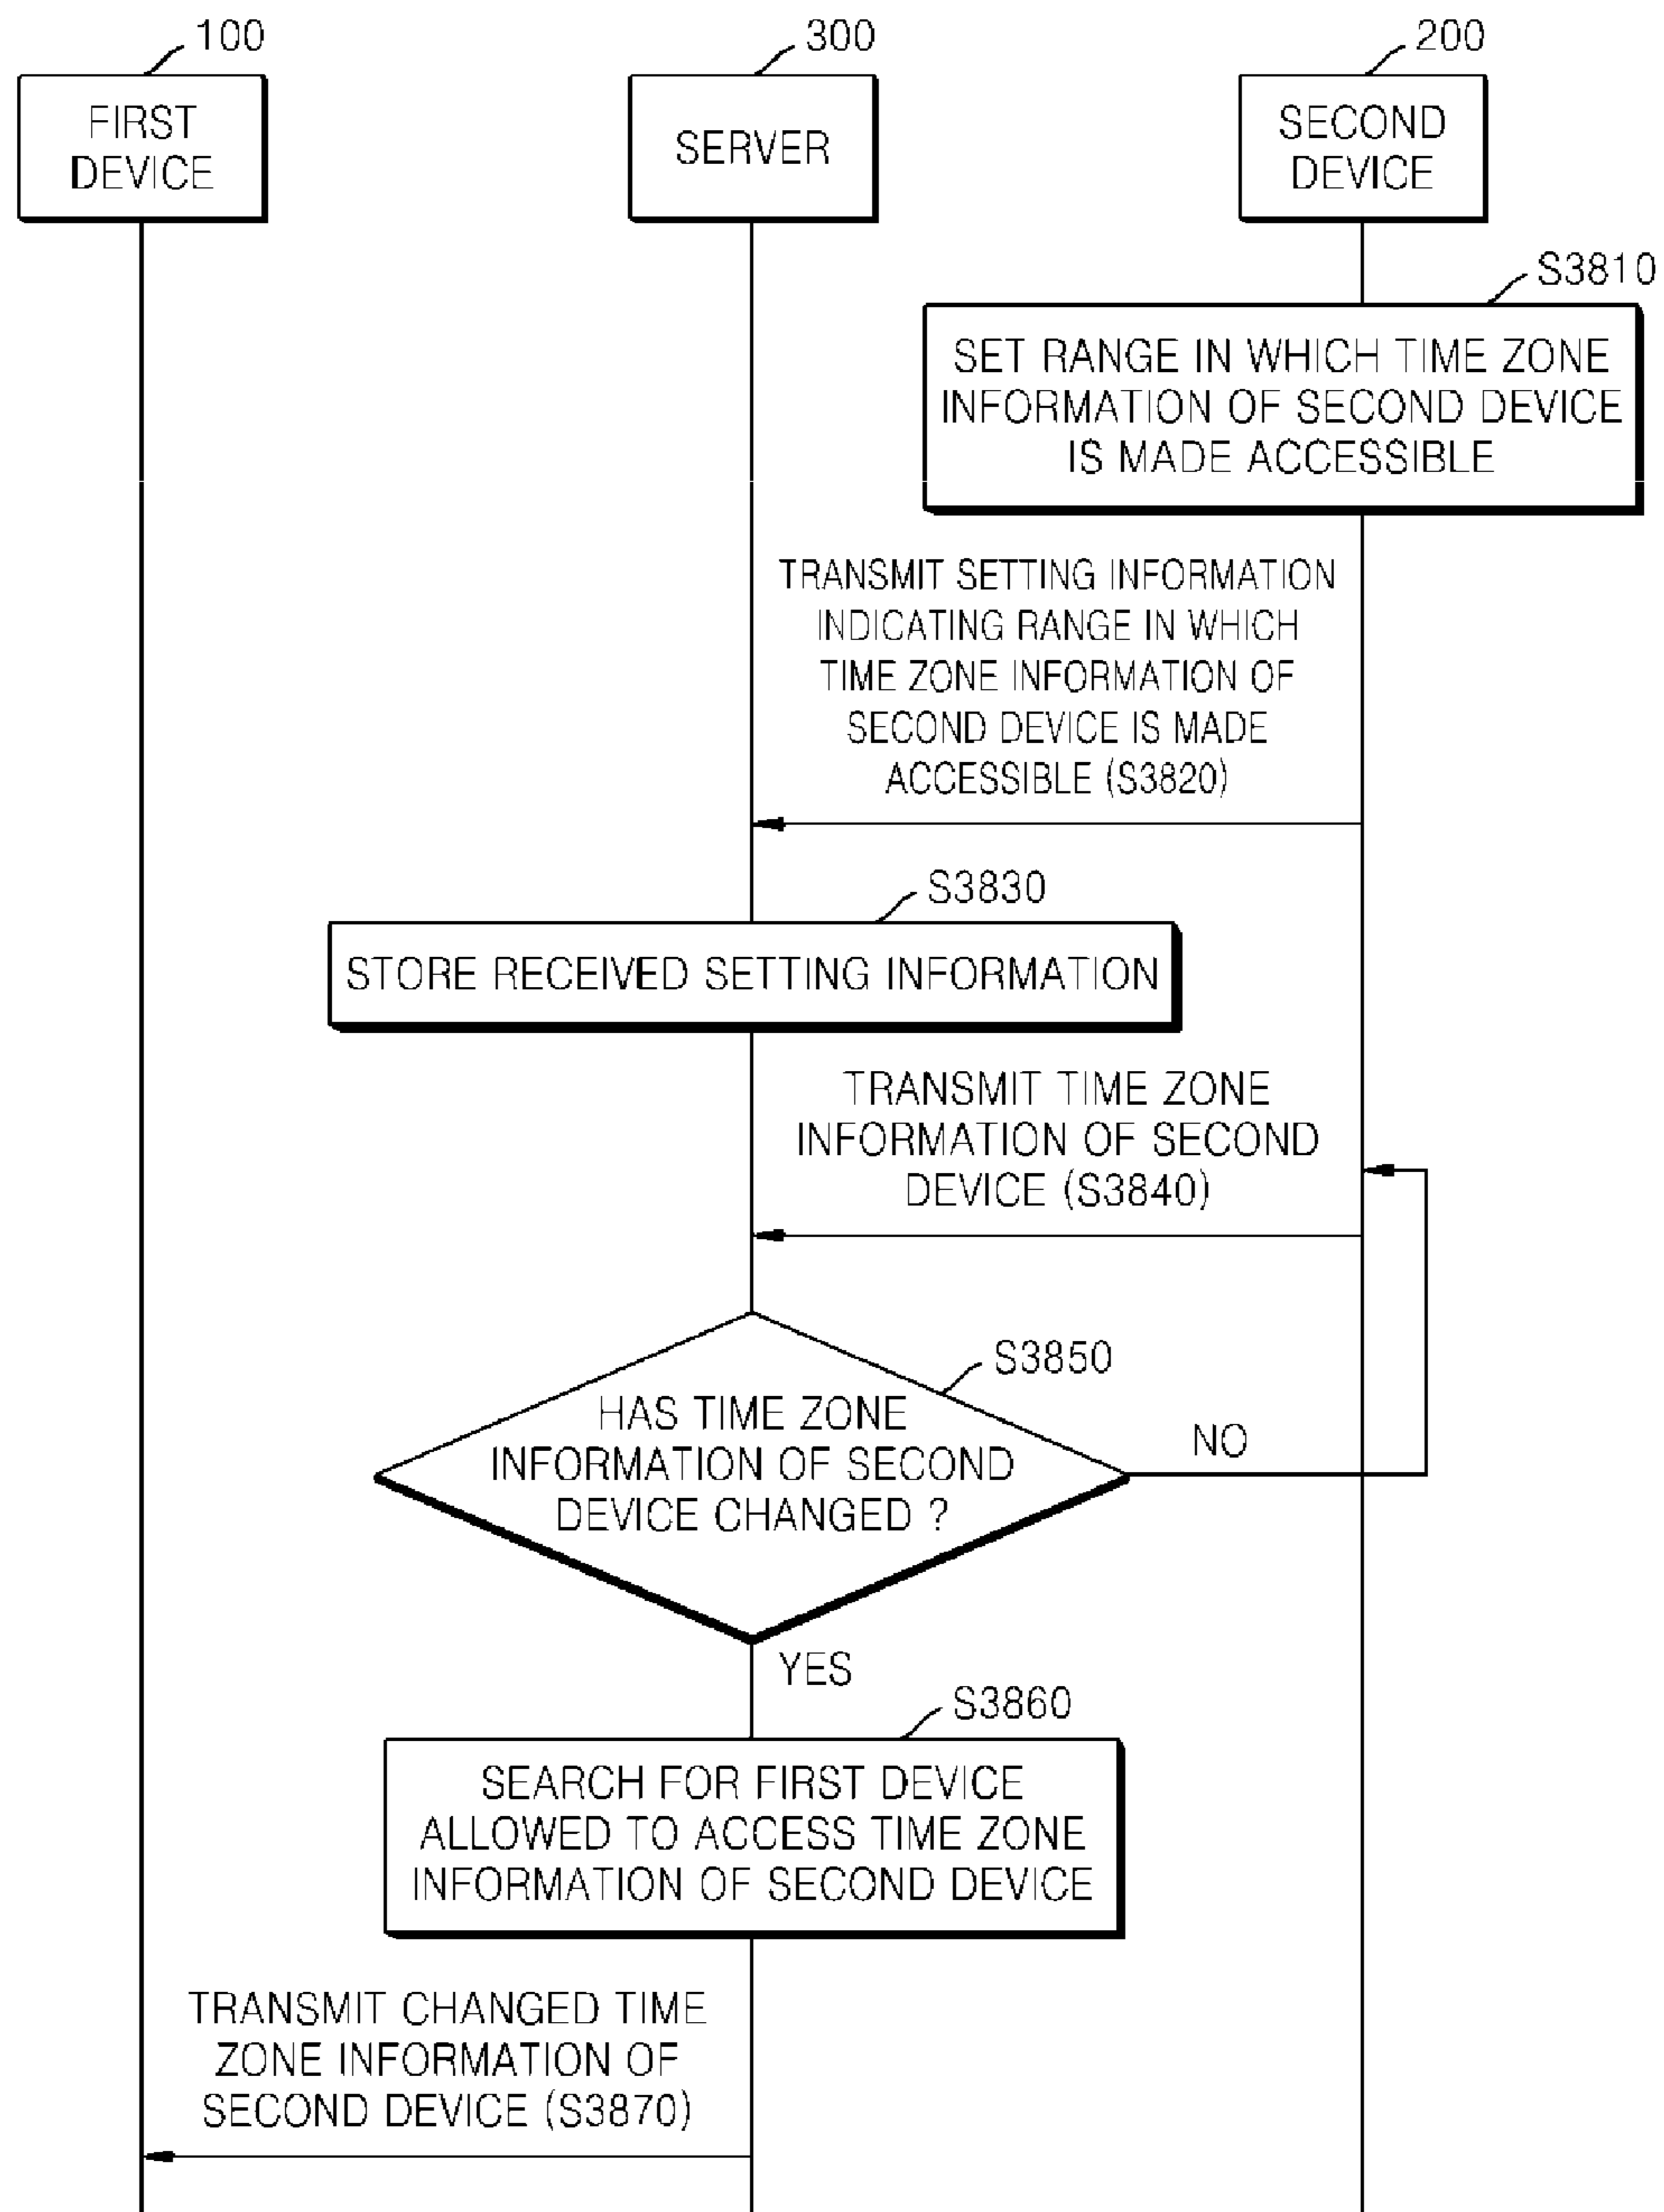 100
300
200
FIRST
DEVICE
SERVER
SECOND
DEVICE
S3810
SET RANGE IN WHICH TIME ZONE
INFORMATION OF SECOND DEVICE
IS MADE ACCESSIBLE
TRANSMIT SETTING INFORMATION
INDICATING RANGE IN WHICH
TIME ZONE INFORMATION OF
SECOND DEVICE IS MADE
ACCESSIBLE (S3820)
S3830
STORE RECEIVED SETTING INFORMATION
TRANSMIT TIME ZONE
INFORMATION OF SECOND
DEVICE (S3840)
S3850
HAS TIME ZONE
INFORMATION OF SECOND
DEVICE CHANGED ?
NO
YES
S3860
SEARCH FOR FIRST DEVICE
ALLOWED TO ACCESS TIME ZONE
INFORMATION OF SECOND DEVICE
TRANSMIT CHANGED TIME
ZONE INFORMATION OF
SECOND DEVICE (S3870)